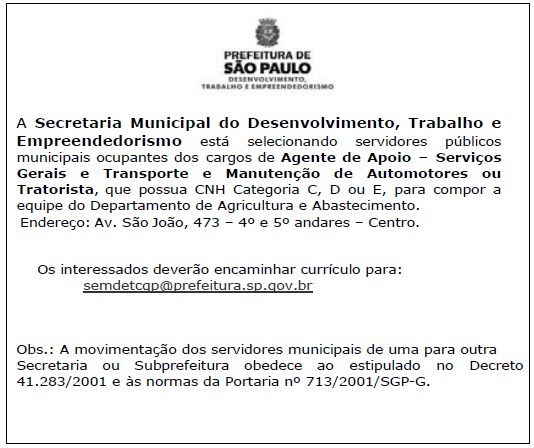 PREFEITURA DE
SÃO PAULO
DESENVOLVIMENTO,
TRABALHO E EMPREENDEDORISMO
A Secretaria Municipal do Desenvolvimento, Trabalho e
Empreendedorismo está selecionando servidores públicos
municipais ocupantes dos cargos de Agente de Apoio – Serviços
Gerais e Transporte e Manutenção de Automotores ou
Tratorista, que possua CNH Categoria C, D ou E, para compor a
equipe do Departamento de Agricultura e Abastecimento.
Endereço: Av. São João, 473 – 4º e 5º andares – Centro.
Os interessados deverão encaminhar currículo para:
semdetcgp@prefeitura.sp.gov.br
Obs.: A movimentação dos servidores municipais de uma para outra
Secretaria ou Subprefeitura obedece ao estipulado no Decreto
41.283/2001 e às normas da Portaria nº 713/2001/SGP-G.